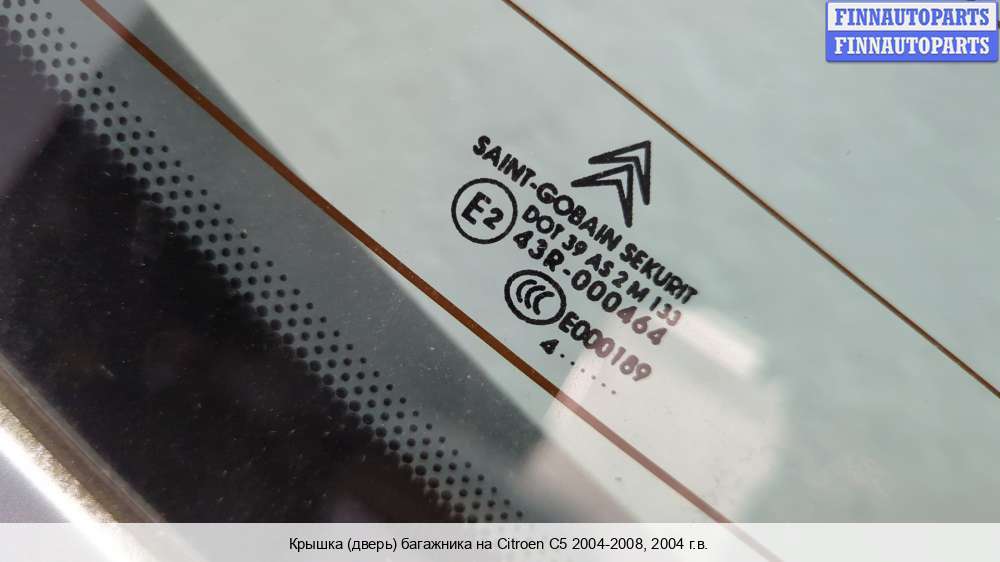 FINNAUTOPARTS
FINNAUTOPARTS
SAINT-GOBAIN SEKURIT
E2
DOT 39 AS 2 M 133
43R-000464
CCC
E000189
4......
Крышка (дверь) багажника на Citroen C5 2004-2008, 2004 г.в.